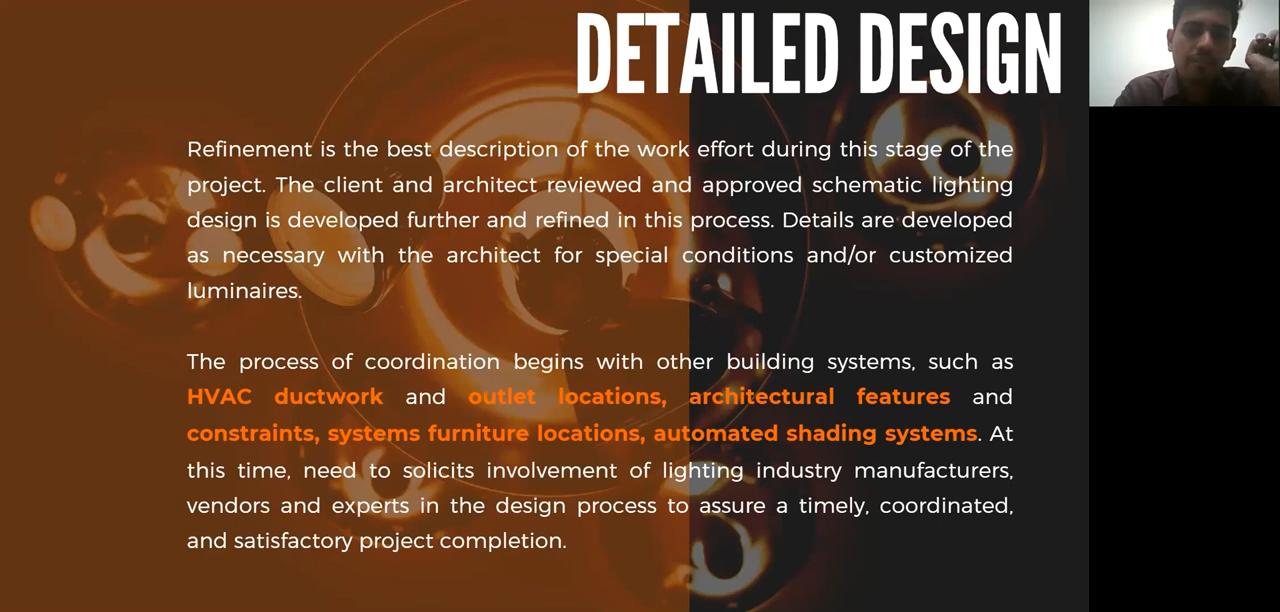 DETAILED DESIGN
Refinement is the best description of the work effort during this stage of the
project. The client and architect reviewed and approved schematic lighting
design is developed further and refined in this process. Details are developed
as necessary with the architect for special conditions and/or customized
luminaires.
The process of coordination begins with other building systems, such as
HVAC ductwork and outlet locations, architectural features and
constraints, systems furniture locations, automated shading systems. At
this time, need to solicits involvement of lighting industry manufacturers,
vendors and experts in the design process to assure a timely, coordinated,
and satisfactory project completion.